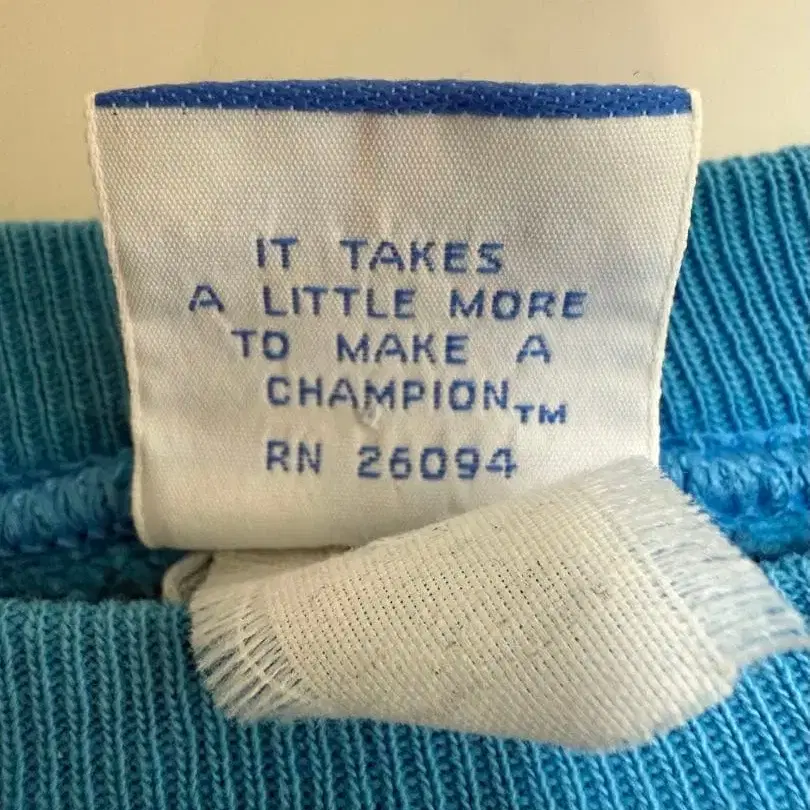 IT TAKES
A LITTLE MORE
TO MAKE A
CHAMPION™
RN 26094